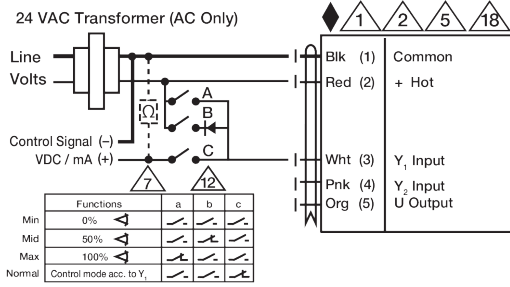 24 VAC Transformer (AC Only)
1 2 5 18
Line
Volts
Blk (1) Common
Red (2) + Hot
A
Ω
B
Control Signal (–)
VDC / mA (+)
C
Wht (3) Y1 Input
Pnk (4) Y2 Input
Org (5) U Output
7 12
Functions a b c
Min 0%
Mid 50%
Max 100%
Normal Control mode acc. to Y1